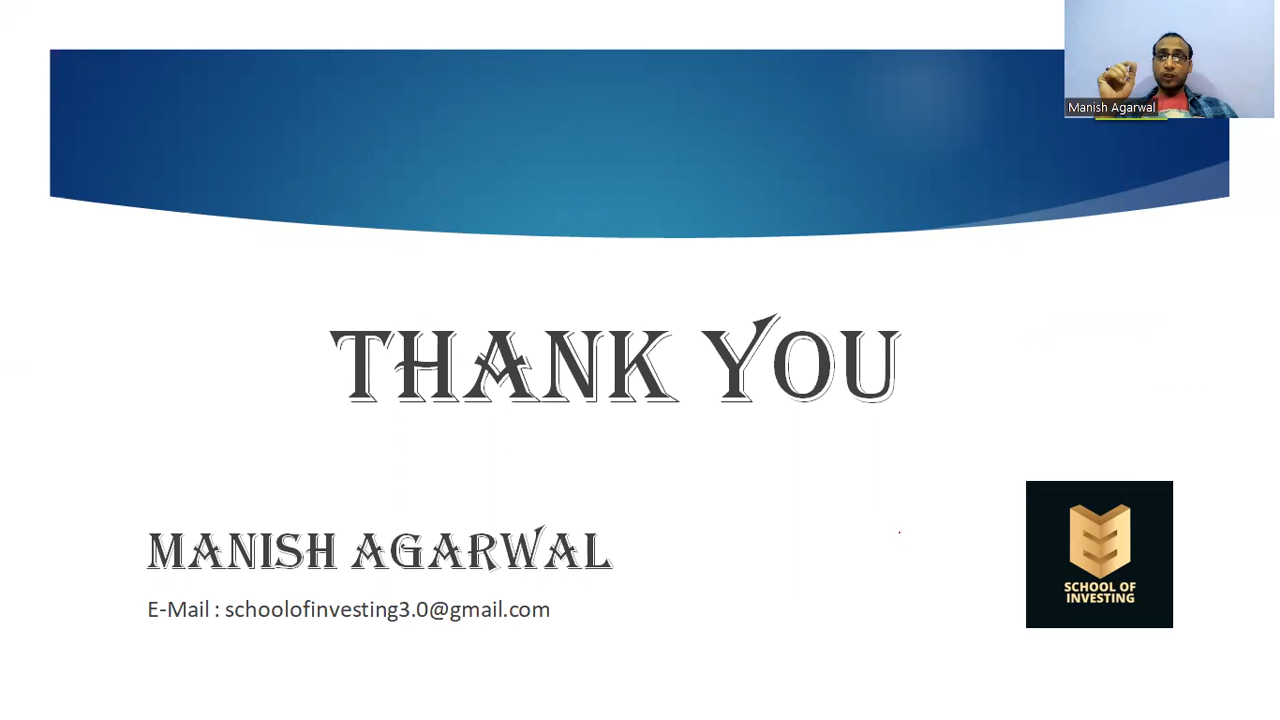 Manish Agarwal
THANK YOU
MANISH AGARWAL
E-Mail : schoolofinvesting3.0@gmail.com
SCHOOL OF
INVESTING